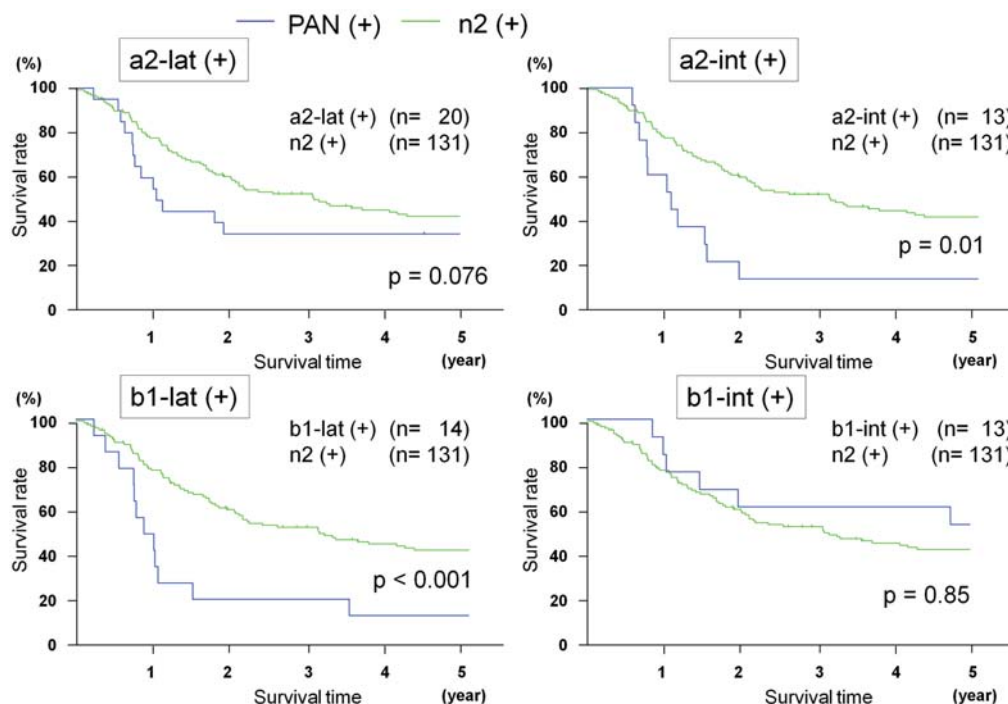 PAN (+) n2 (+)
(%) a2-lat (+)
100
80
60
40
20
0
Survival rate
a2-lat (+) (n= 20)
n2 (+) (n= 131)
p = 0.076
1 2 3 4 5
Survival time (year)
(%) a2-int (+)
100
80
60
40
20
0
Survival rate
a2-int (+) (n= 13)
n2 (+) (n= 131)
p = 0.01
1 2 3 4 5
Survival time (year)
(%) b1-lat (+)
100
80
60
40
20
0
Survival rate
b1-lat (+) (n= 14)
n2 (+) (n= 131)
p < 0.001
1 2 3 4 5
Survival time (year)
(%) b1-int (+)
100
80
60
40
20
0
Survival rate
b1-int (+) (n= 13)
n2 (+) (n= 131)
p = 0.85
1 2 3 4 5
Survival time (year)